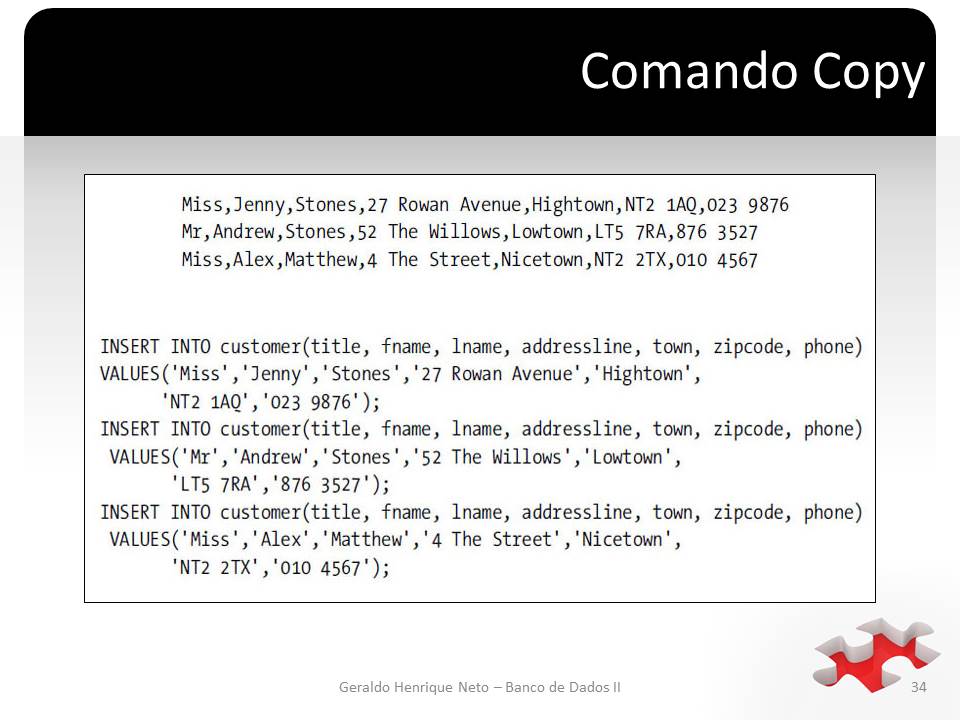 Comando Copy
Miss,Jenny,Stones,27 Rowan Avenue,Hightown,NT2 1AQ,023 9876
Mr,Andrew,Stones,52 The Willows,Lowtown,LT5 7RA,876 3527
Miss,Alex,Matthew,4 The Street,Nicetown,NT2 2TX,010 4567
INSERT INTO customer(title, fname, lname, addressline, town, zipcode, phone)
VALUES('Miss','Jenny','Stones','27 Rowan Avenue','Hightown',
'NT2 1AQ','023 9876');
INSERT INTO customer(title, fname, lname, addressline, town, zipcode, phone)
VALUES('Mr','Andrew','Stones','52 The Willows','Lowtown',
'LT5 7RA','876 3527');
INSERT INTO customer(title, fname, lname, addressline, town, zipcode, phone)
VALUES('Miss','Alex','Matthew','4 The Street','Nicetown',
'NT2 2TX','010 4567');
Geraldo Henrique Neto – Banco de Dados II
34